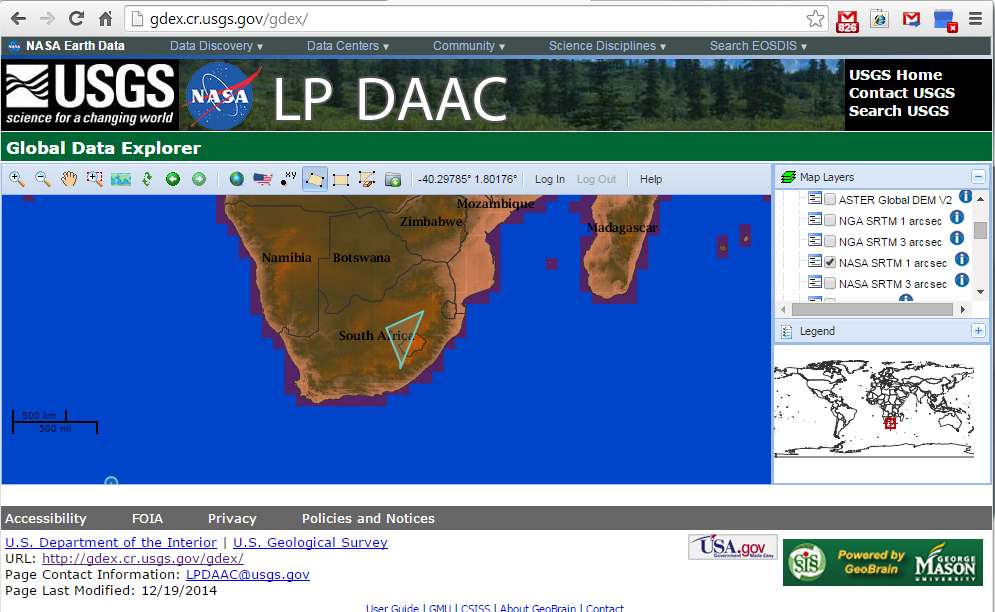 gdex.cr.usgs.gov/gdex/
826
NASA Earth Data
Data Discovery ▾
Data Centers ▾
Community ▾
Science Disciplines ▾
Search EOSDIS ▾
USGS
science for a changing world
NASA
LP DAAC
USGS Home
Contact USGS
Search USGS
Global Data Explorer
XY
-40.29785° 1.80176°
Log In
Log Out
Help
Mozambique
Zimbabwe
Madagascar
Namibia
Botswana
South Africa
500 km
500 mi
Map Layers
ASTER Global DEM V2
NGA SRTM 1 arcsec
NGA SRTM 3 arcsec
NASA SRTM 1 arcsec
NASA SRTM 3 arcsec
Legend
Accessibility
FOIA
Privacy
Policies and Notices
U.S. Department of the Interior | U.S. Geological Survey
URL: http://gdex.cr.usgs.gov/gdex/
Page Contact Information: LPDAAC@usgs.gov
Page Last Modified: 12/19/2014
USA.gov
Government Made Easy
SIS
Powered by
GeoBrain
GEORGE
MASON
UNIVERSITY
User Guide | GMU | CSISS | About GeoBrain | Contact